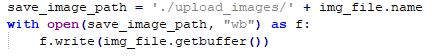 save_image_path = './upload_images/' + img_file.name
with open(save_image_path, "wb") as f:
    f.write(img_file.getbuffer())